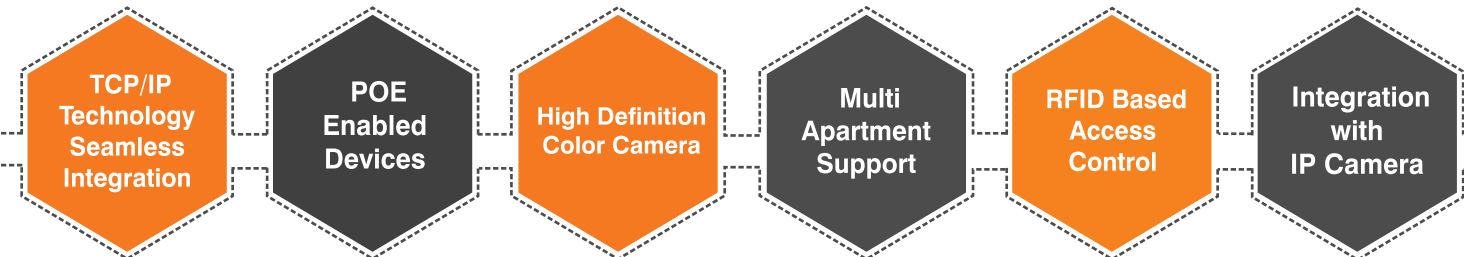 TCP/IP
Technology
Seamless
Integration
POE
Enabled
Devices
High Definition
Color Camera
Multi
Apartment
Support
RFID Based
Access
Control
Integration
with
IP Camera